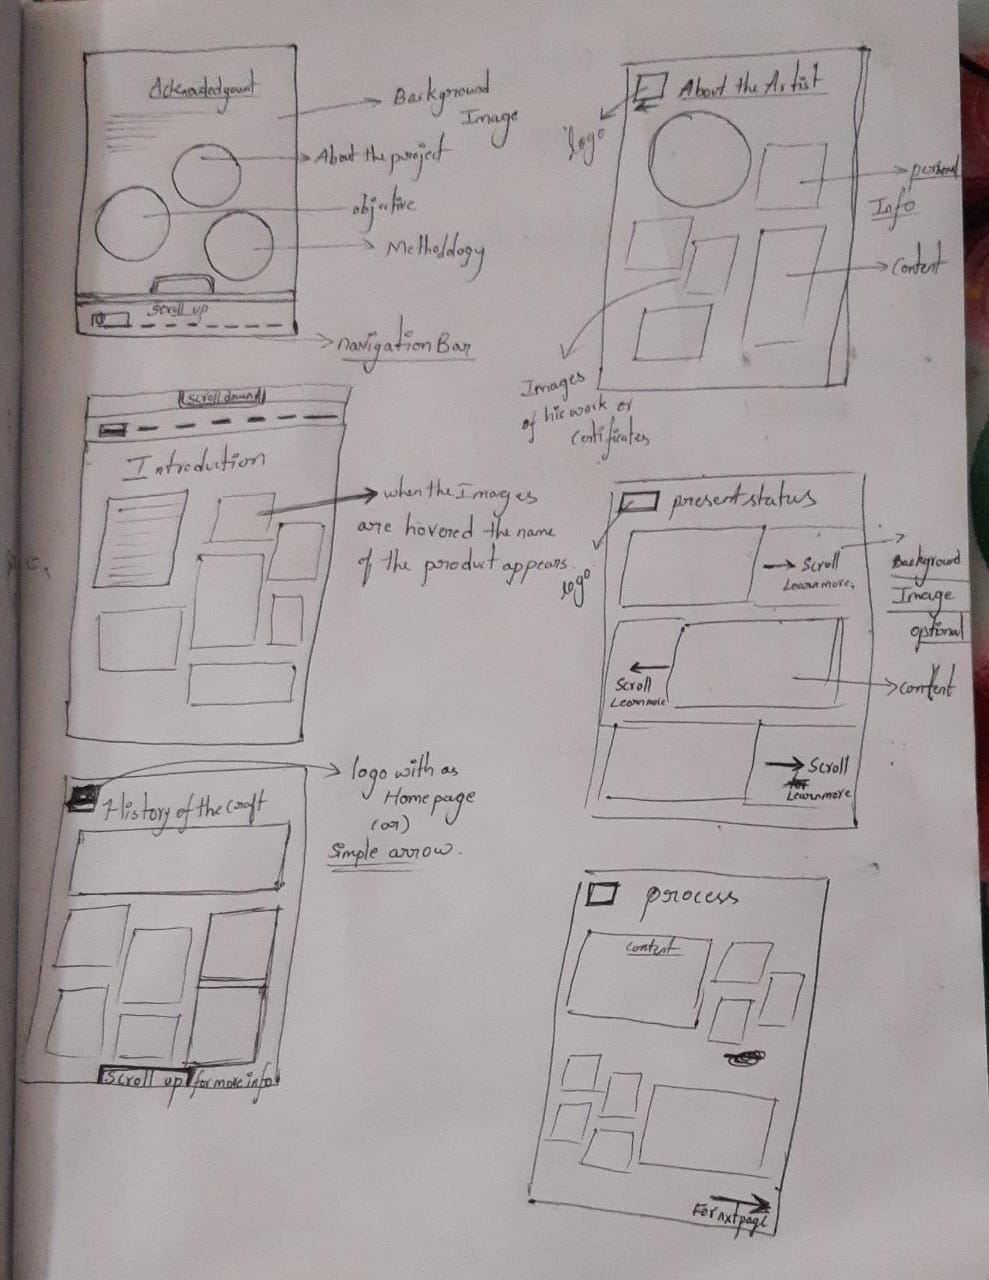 Acknowledgment
Background
Image
About the project
objective
Methodology
scroll up
navigation Bar
logo
About the Artist
personal
Info
Content
Images
of his work or
Certificates
scroll down
Introduction
when the Images
are hovered the name
of the product appears.
logo
present status
Scroll
Learn more
Background
Image
optional
Scroll
Learn more
content
Scroll
Learn more
History of the craft
logo with as
Home page
(or)
Simple arrow.
Scroll up for more info
process
content
For nxt page